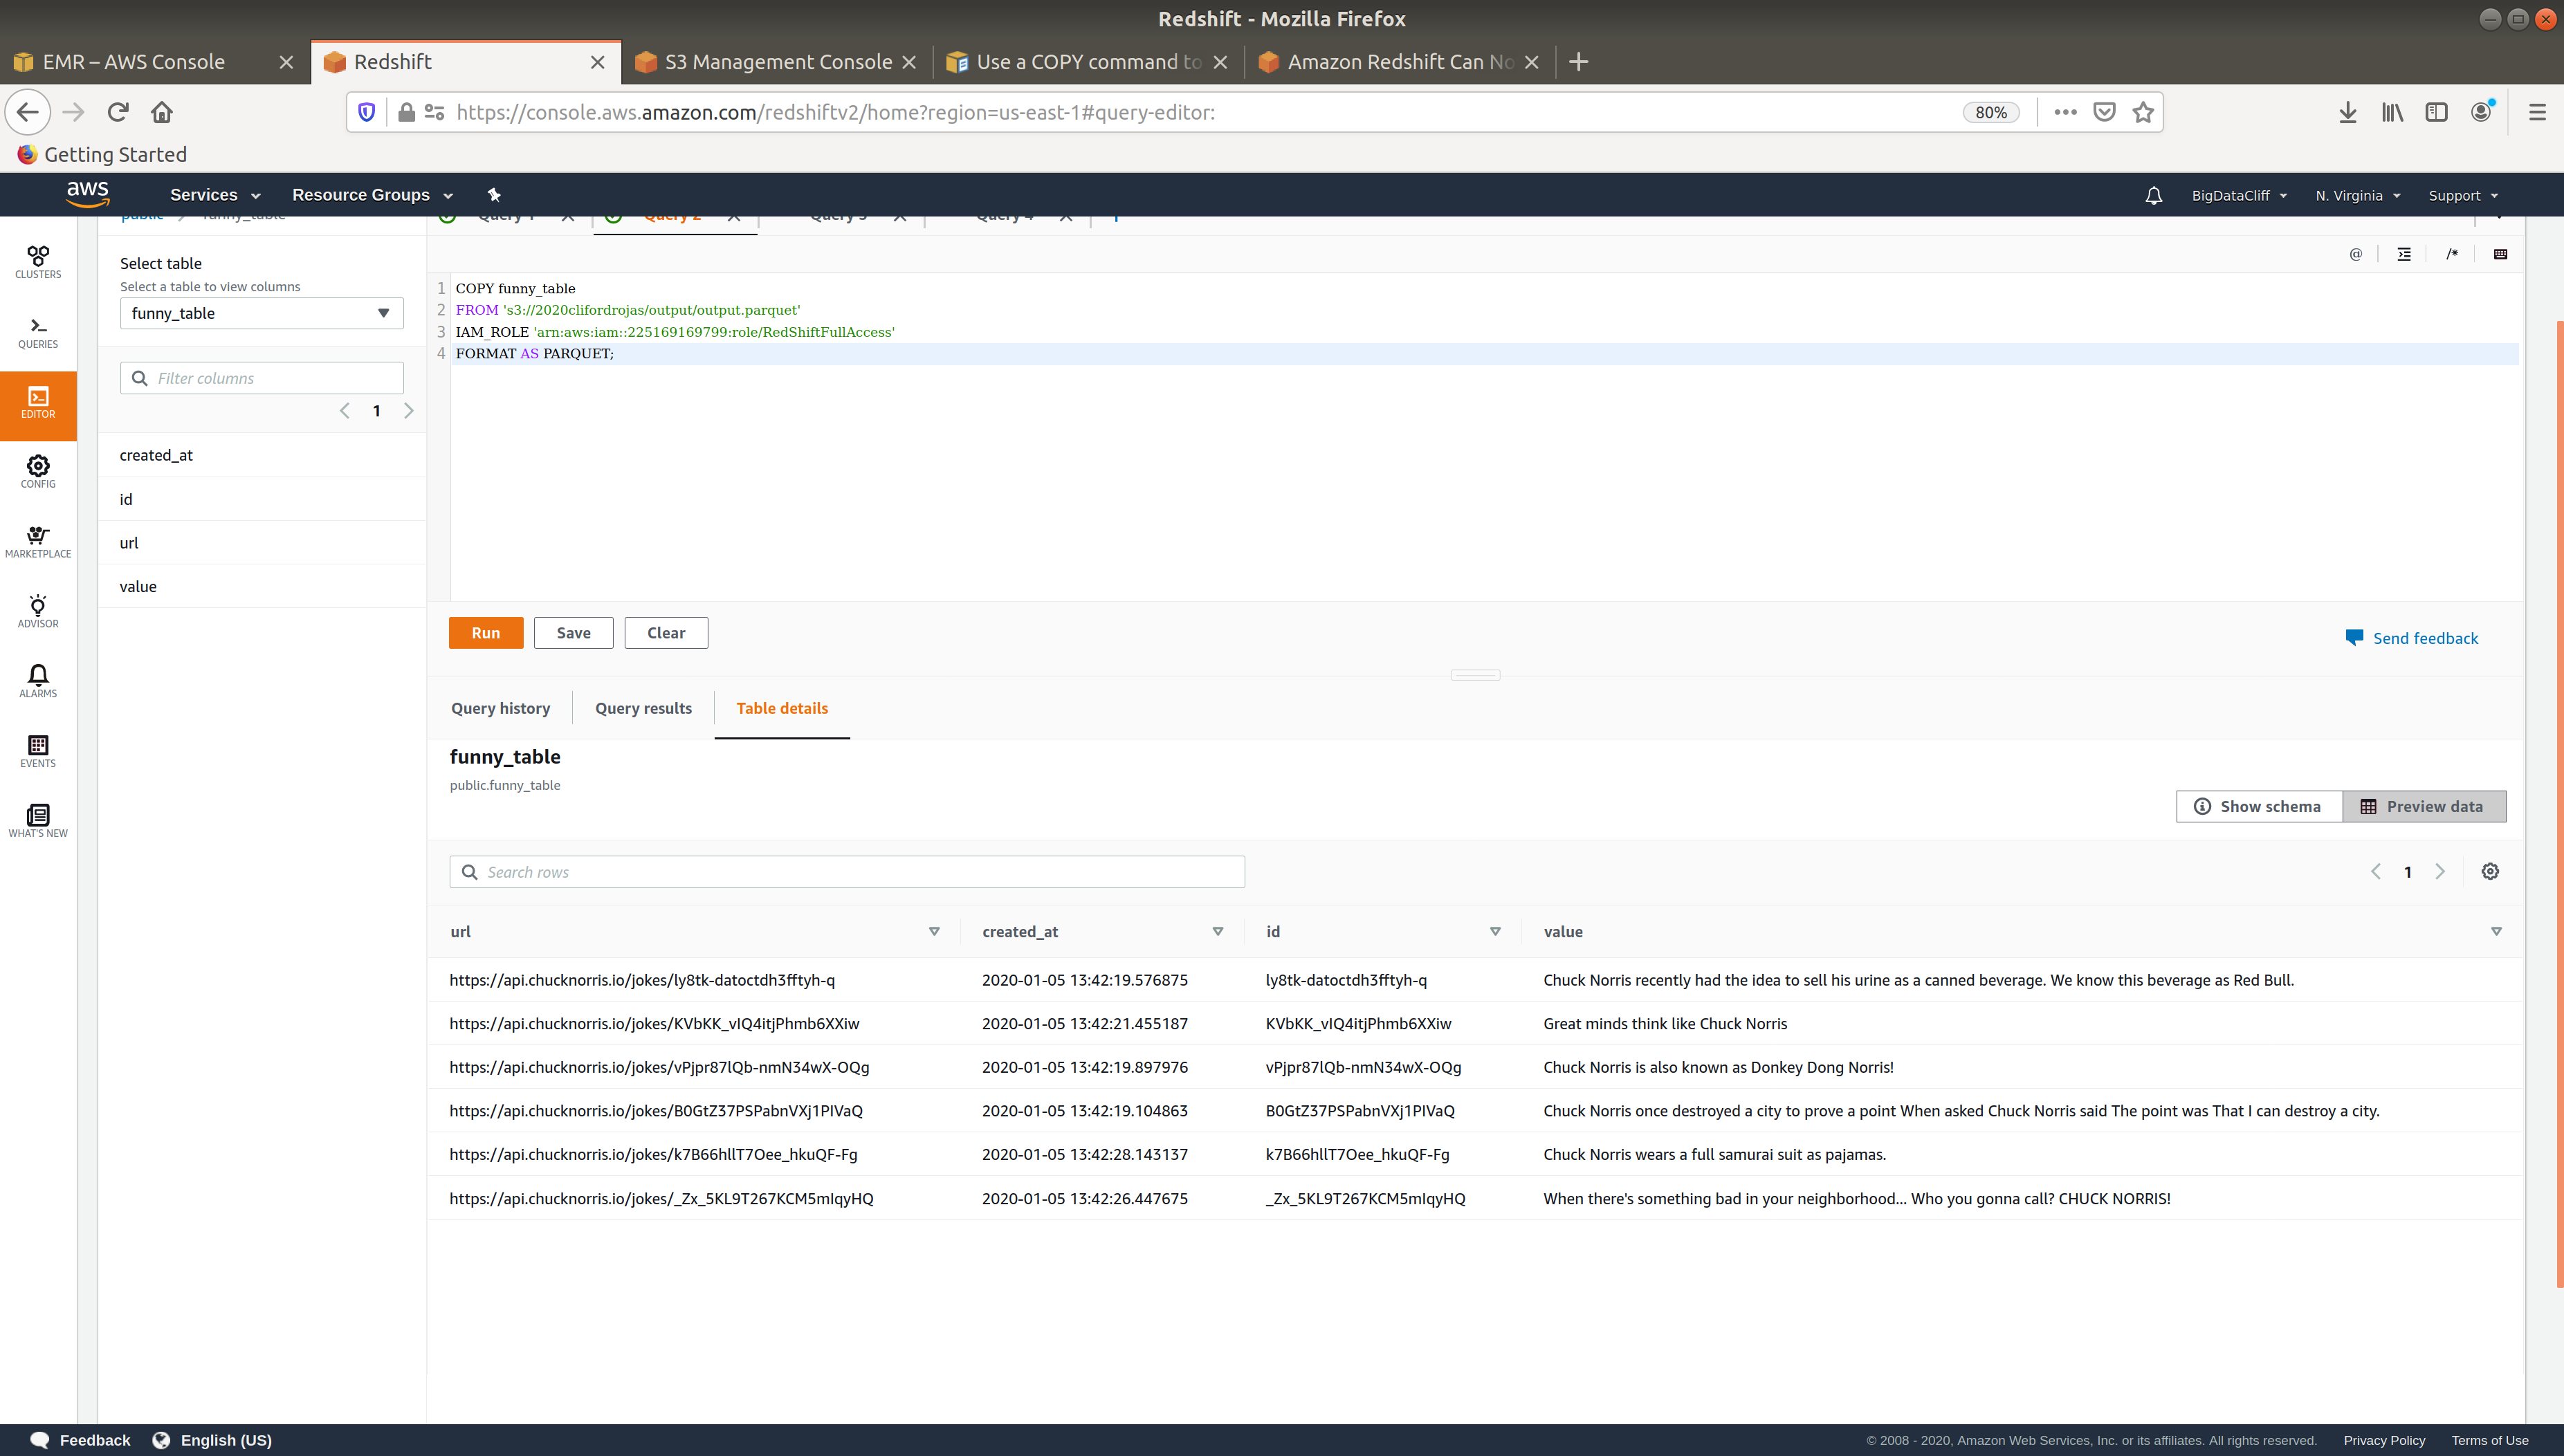 Redshift - Mozilla Firefox
EMR – AWS Console
Redshift
S3 Management Console
Use a COPY command to
Amazon Redshift Can No
https://console.aws.amazon.com/redshiftv2/home?region=us-east-1#query-editor:
80%
Getting Started
aws
Services
Resource Groups
BigDataCliff
N. Virginia
Support
public
funny_table
Query 1
Query 2
Query 3
Query 4
CLUSTERS
QUERIES
EDITOR
CONFIG
MARKETPLACE
ADVISOR
ALARMS
EVENTS
WHAT'S NEW
Select table
Select a table to view columns
funny_table
Filter columns
1
created_at
id
url
value
@
/*
1 COPY funny_table
2 FROM 's3://2020clifordrojas/output/output.parquet'
3 IAM_ROLE 'arn:aws:iam::225169169799:role/RedShiftFullAccess'
4 FORMAT AS PARQUET;
Run
Save
Clear
Send feedback
Query history
Query results
Table details
funny_table
public.funny_table
Show schema
Preview data
Search rows
1
url created_at id value
https://api.chucknorris.io/jokes/ly8tk-datoctdh3fftyh-q 2020-01-05 13:42:19.576875 ly8tk-datoctdh3fftyh-q Chuck Norris recently had the idea to sell his urine as a canned beverage. We know this beverage as Red Bull.
https://api.chucknorris.io/jokes/KVbKK_vIQ4itjPhmb6XXiw 2020-01-05 13:42:21.455187 KVbKK_vIQ4itjPhmb6XXiw Great minds think like Chuck Norris
https://api.chucknorris.io/jokes/vPjpr87lQb-nmN34wX-OQg 2020-01-05 13:42:19.897976 vPjpr87lQb-nmN34wX-OQg Chuck Norris is also known as Donkey Dong Norris!
https://api.chucknorris.io/jokes/B0GtZ37PSPabnVXj1PIVaQ 2020-01-05 13:42:19.104863 B0GtZ37PSPabnVXj1PIVaQ Chuck Norris once destroyed a city to prove a point When asked Chuck Norris said The point was That I can destroy a city.
https://api.chucknorris.io/jokes/k7B66hllT7Oee_hkuQF-Fg 2020-01-05 13:42:28.143137 k7B66hllT7Oee_hkuQF-Fg Chuck Norris wears a full samurai suit as pajamas.
https://api.chucknorris.io/jokes/_Zx_5KL9T267KCM5mIqyHQ 2020-01-05 13:42:26.447675 _Zx_5KL9T267KCM5mIqyHQ When there's something bad in your neighborhood... Who you gonna call? CHUCK NORRIS!
Feedback
English (US)
© 2008 - 2020, Amazon Web Services, Inc. or its affiliates. All rights reserved.
Privacy Policy
Terms of Use